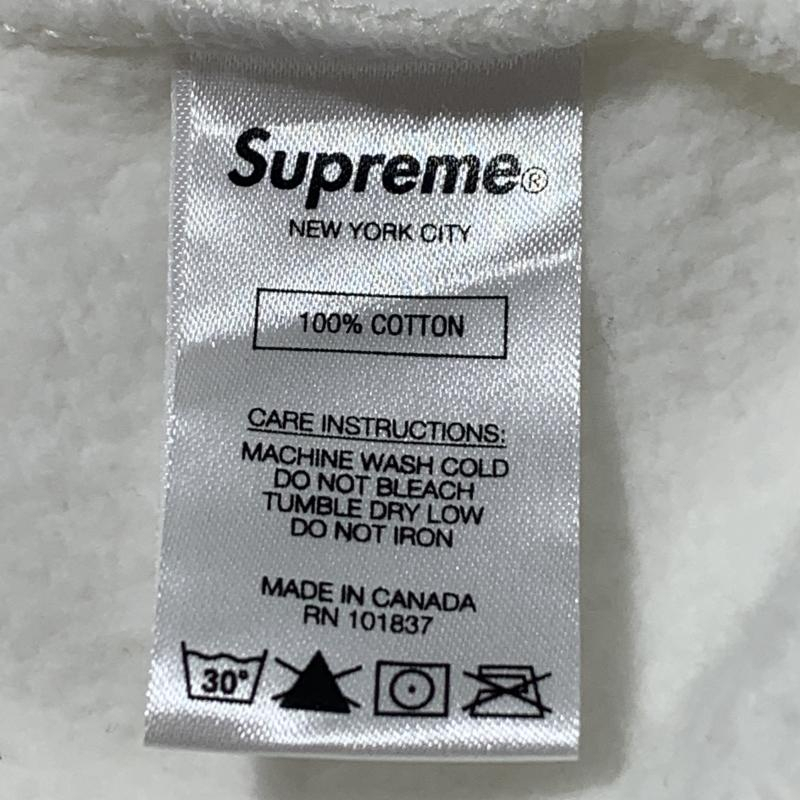 Supreme®
NEW YORK CITY
100% COTTON
CARE INSTRUCTIONS:
MACHINE WASH COLD
DO NOT BLEACH
TUMBLE DRY LOW
DO NOT IRON
MADE IN CANADA
RN 101837
30°